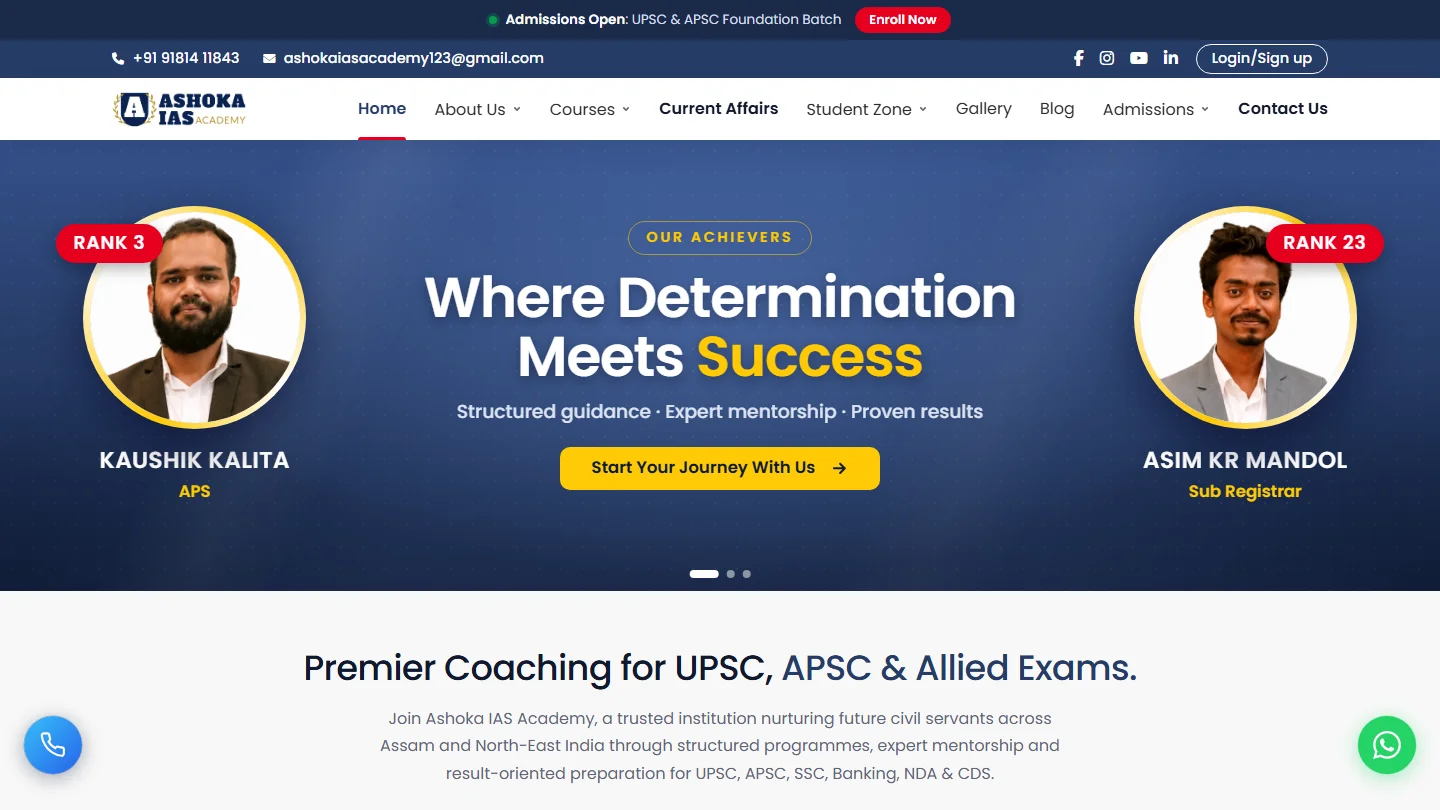 Admissions Open: UPSC & APSC Foundation Batch Enroll Now
+91 91814 11843 ashokaiasacademy123@gmail.com Login/Sign up
ASHOKA
IAS ACADEMY
Home About Us Courses Current Affairs Student Zone Gallery Blog Admissions Contact Us
RANK 3
KAUSHIK KALITA
APS
OUR ACHIEVERS
Where Determination
Meets Success
Structured guidance · Expert mentorship · Proven results
Start Your Journey With Us
RANK 23
ASIM KR MANDOL
Sub Registrar
Premier Coaching for UPSC, APSC & Allied Exams.
Join Ashoka IAS Academy, a trusted institution nurturing future civil servants across
Assam and North-East India through structured programmes, expert mentorship and
result-oriented preparation for UPSC, APSC, SSC, Banking, NDA & CDS.